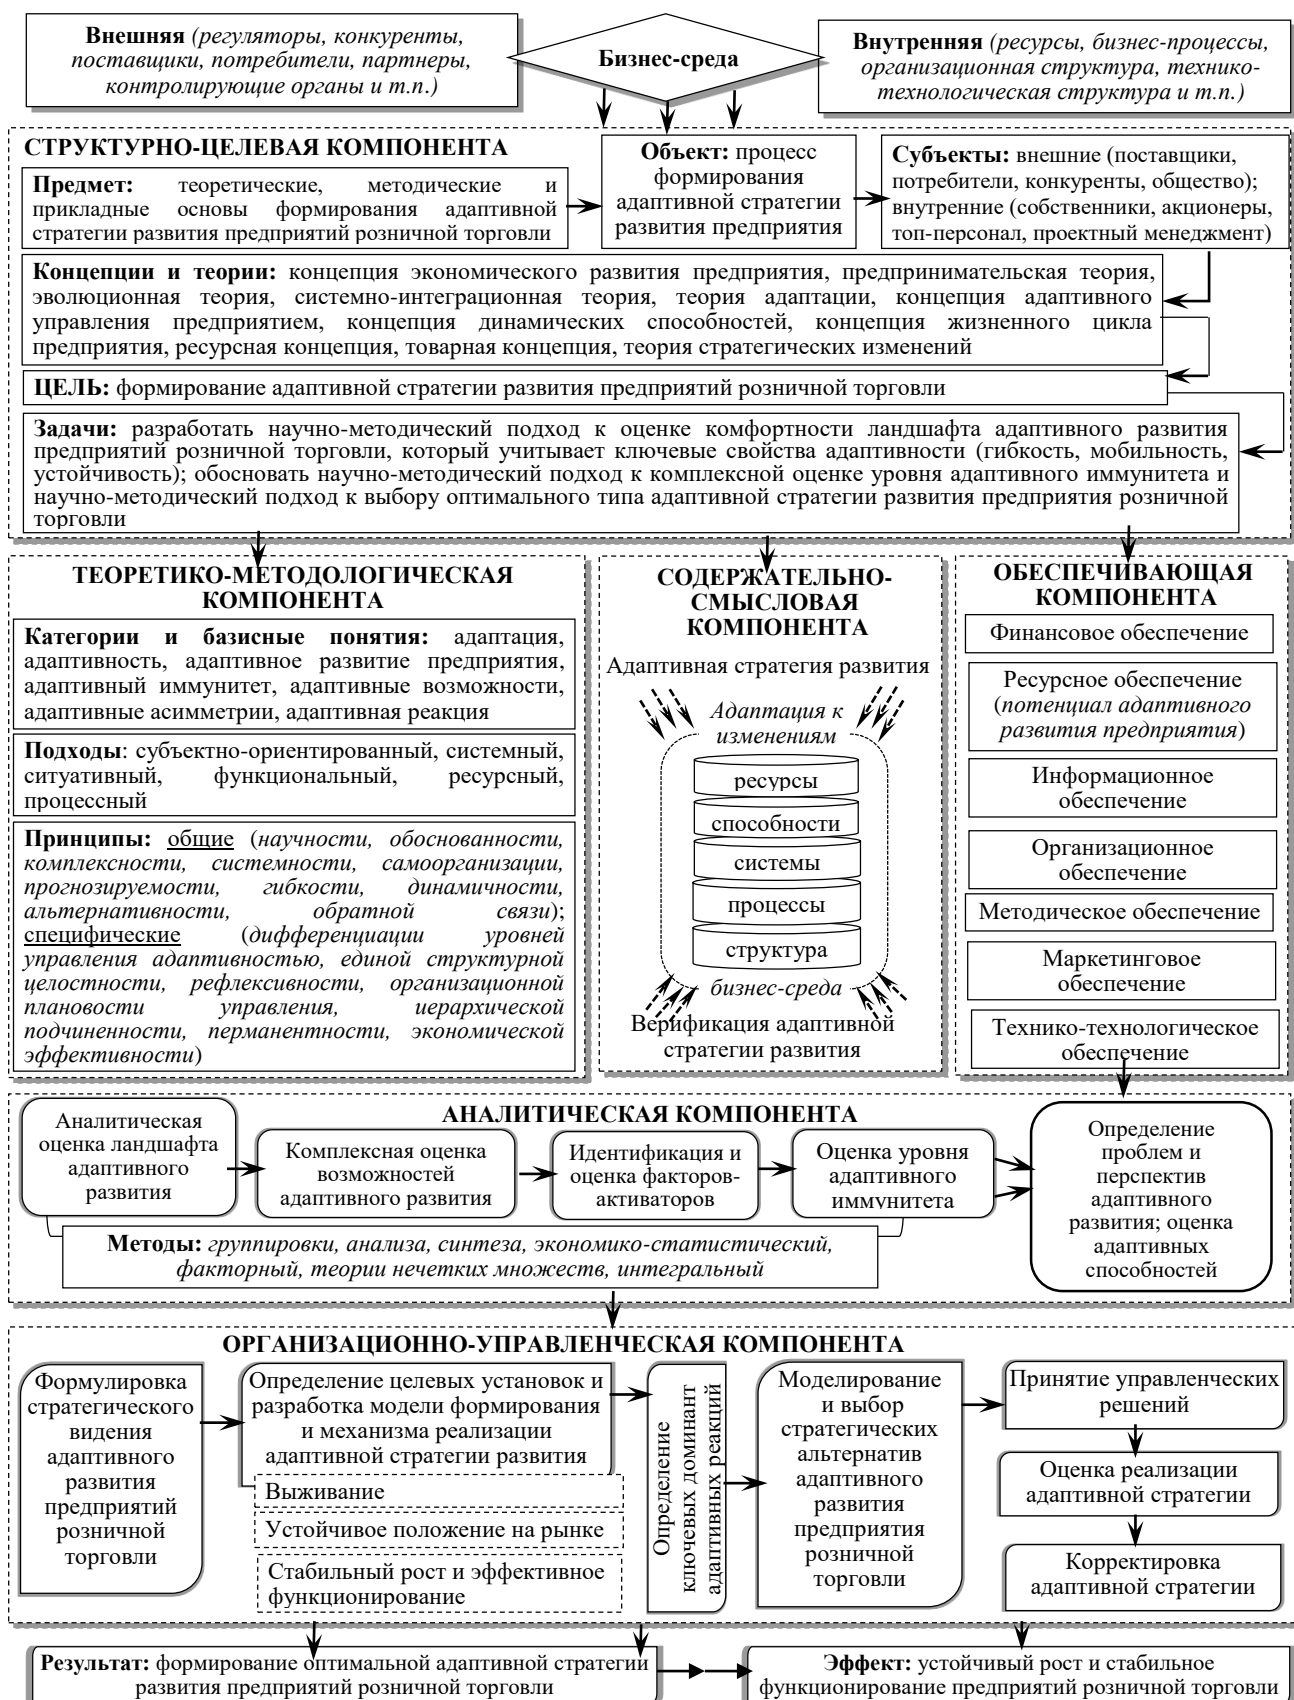 Внешняя (регуляторы, конкуренты,
поставщики, потребители, партнеры,
контролирующие органы и т.п.)
Бизнес-среда
Внутренняя (ресурсы, бизнес-процессы,
организационная структура, технико-
технологическая структура и т.п.)
СТРУКТУРНО-ЦЕЛЕВАЯ КОМПОНЕНТА
Предмет: теоретические, методические и
прикладные основы формирования адаптивной
стратегии развития предприятий розничной торговли
Объект: процесс
формирования
адаптивной стратегии
развития предприятия
Субъекты: внешние (поставщики,
потребители, конкуренты, общество);
внутренние (собственники, акционеры,
топ-персонал, проектный менеджмент)
Концепции и теории: концепция экономического развития предприятия, предпринимательская теория,
эволюционная теория, системно-интеграционная теория, теория адаптации, концепция адаптивного
управления предприятием, концепция динамических способностей, концепция жизненного цикла
предприятия, ресурсная концепция, товарная концепция, теория стратегических изменений
ЦЕЛЬ: формирование адаптивной стратегии развития предприятий розничной торговли
Задачи: разработать научно-методический подход к оценке комфортности ландшафта адаптивного развития
предприятий розничной торговли, который учитывает ключевые свойства адаптивности (гибкость, мобильность,
устойчивость); обосновать научно-методический подход к комплексной оценке уровня адаптивного иммунитета и
научно-методический подход к выбору оптимального типа адаптивной стратегии развития предприятия розничной
торговли
ТЕОРЕТИКО-МЕТОДОЛОГИЧЕСКАЯ
КОМПОНЕНТА
Категории и базисные понятия: адаптация,
адаптивность, адаптивное развитие предприятия,
адаптивный иммунитет, адаптивные возможности,
адаптивные асимметрии, адаптивная реакция
Подходы: субъектно-ориентированный, системный,
ситуативный, функциональный, ресурсный,
процессный
Принципы: общие (научности, обоснованности,
комплексности, системности, самоорганизации,
прогнозируемости, гибкости, динамичности,
альтернативности, обратной связи);
специфические (дифференциации уровней
управления адаптивностью, единой структурной
целостности, рефлексивности, организационной
плановости управления, иерархической
подчиненности, перманентности, экономической
эффективности)
СОДЕРЖАТЕЛЬНО-
СМЫСЛОВАЯ
КОМПОНЕНТА
Адаптивная стратегия развития
Адаптация к
изменениям
ресурсы
способности
системы
процессы
структура
бизнес-среда
Верификация адаптивной
стратегии развития
ОБЕСПЕЧИВАЮЩАЯ
КОМПОНЕНТА
Финансовое обеспечение
Ресурсное обеспечение
(потенциал адаптивного
развития предприятия)
Информационное
обеспечение
Организационное
обеспечение
Методическое обеспечение
Маркетинговое
обеспечение
Технико-технологическое
обеспечение
АНАЛИТИЧЕСКАЯ КОМПОНЕНТА
Аналитическая
оценка ландшафта
адаптивного
развития
Комплексная оценка
возможностей
адаптивного развития
Идентификация и
оценка факторов-
активаторов
Оценка уровня
адаптивного
иммунитета
Определение
проблем и
перспектив
адаптивного
развития; оценка
адаптивных
способностей
Методы: группировки, анализа, синтеза, экономико-статистический,
факторный, теории нечетких множеств, интегральный
ОРГАНИЗАЦИОННО-УПРАВЛЕНЧЕСКАЯ КОМПОНЕНТА
Формулировка
стратегического
видения
адаптивного
развития
предприятий
розничной
торговли
Определение целевых установок и
разработка модели формирования
и механизма реализации
адаптивной стратегии развития
Выживание
Устойчивое положение на рынке
Стабильный рост и эффективное
функционирование
Определение
ключевых доминант
адаптивных реакций
Моделирование
и выбор
стратегических
альтернатив
адаптивного
развития
предприятия
розничной
торговли
Принятие управленческих
решений
Оценка реализации
адаптивной стратегии
Корректировка
адаптивной стратегии
Результат: формирование оптимальной адаптивной стратегии
развития предприятий розничной торговли
Эффект: устойчивый рост и стабильное
функционирование предприятий розничной торговли